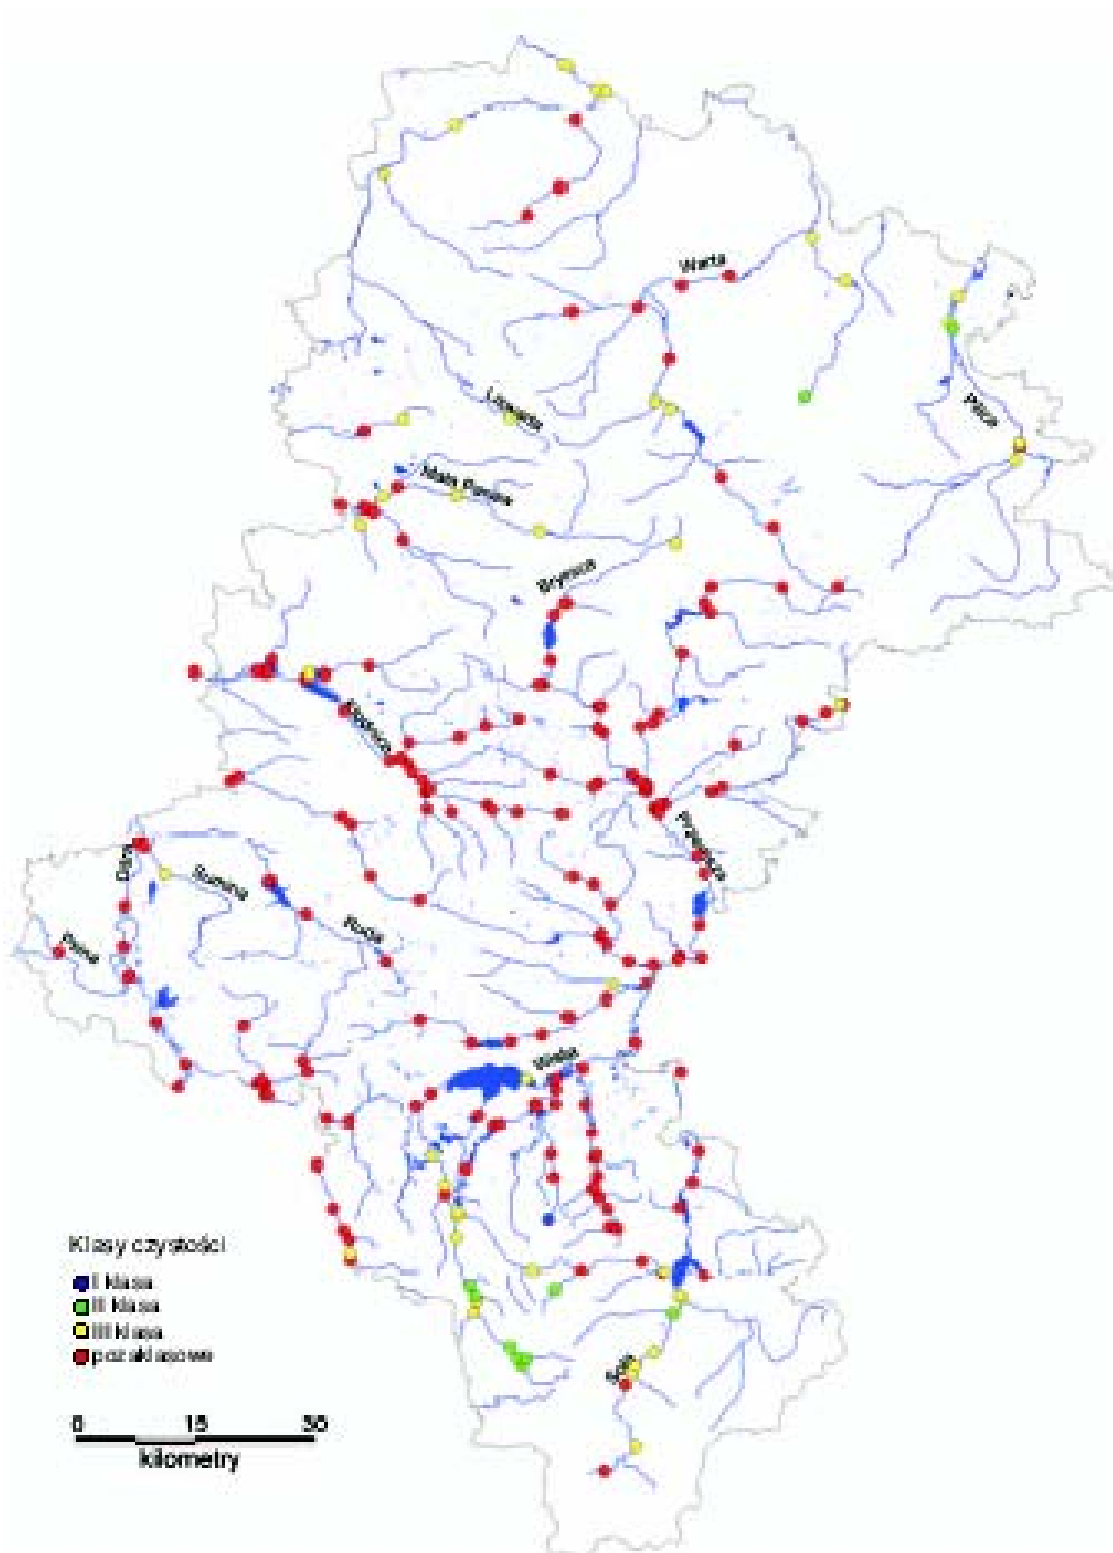 Warta
Liswarta
Pilica
Mała Panew
Brynica
Kłodnica
Przemsza
Odra
Sumina
Ruda
Psina
Wisła
Soła
Klasy czystości
I klasa
II klasa
III klasa
pozaklasowe
0 15 30
kilometry